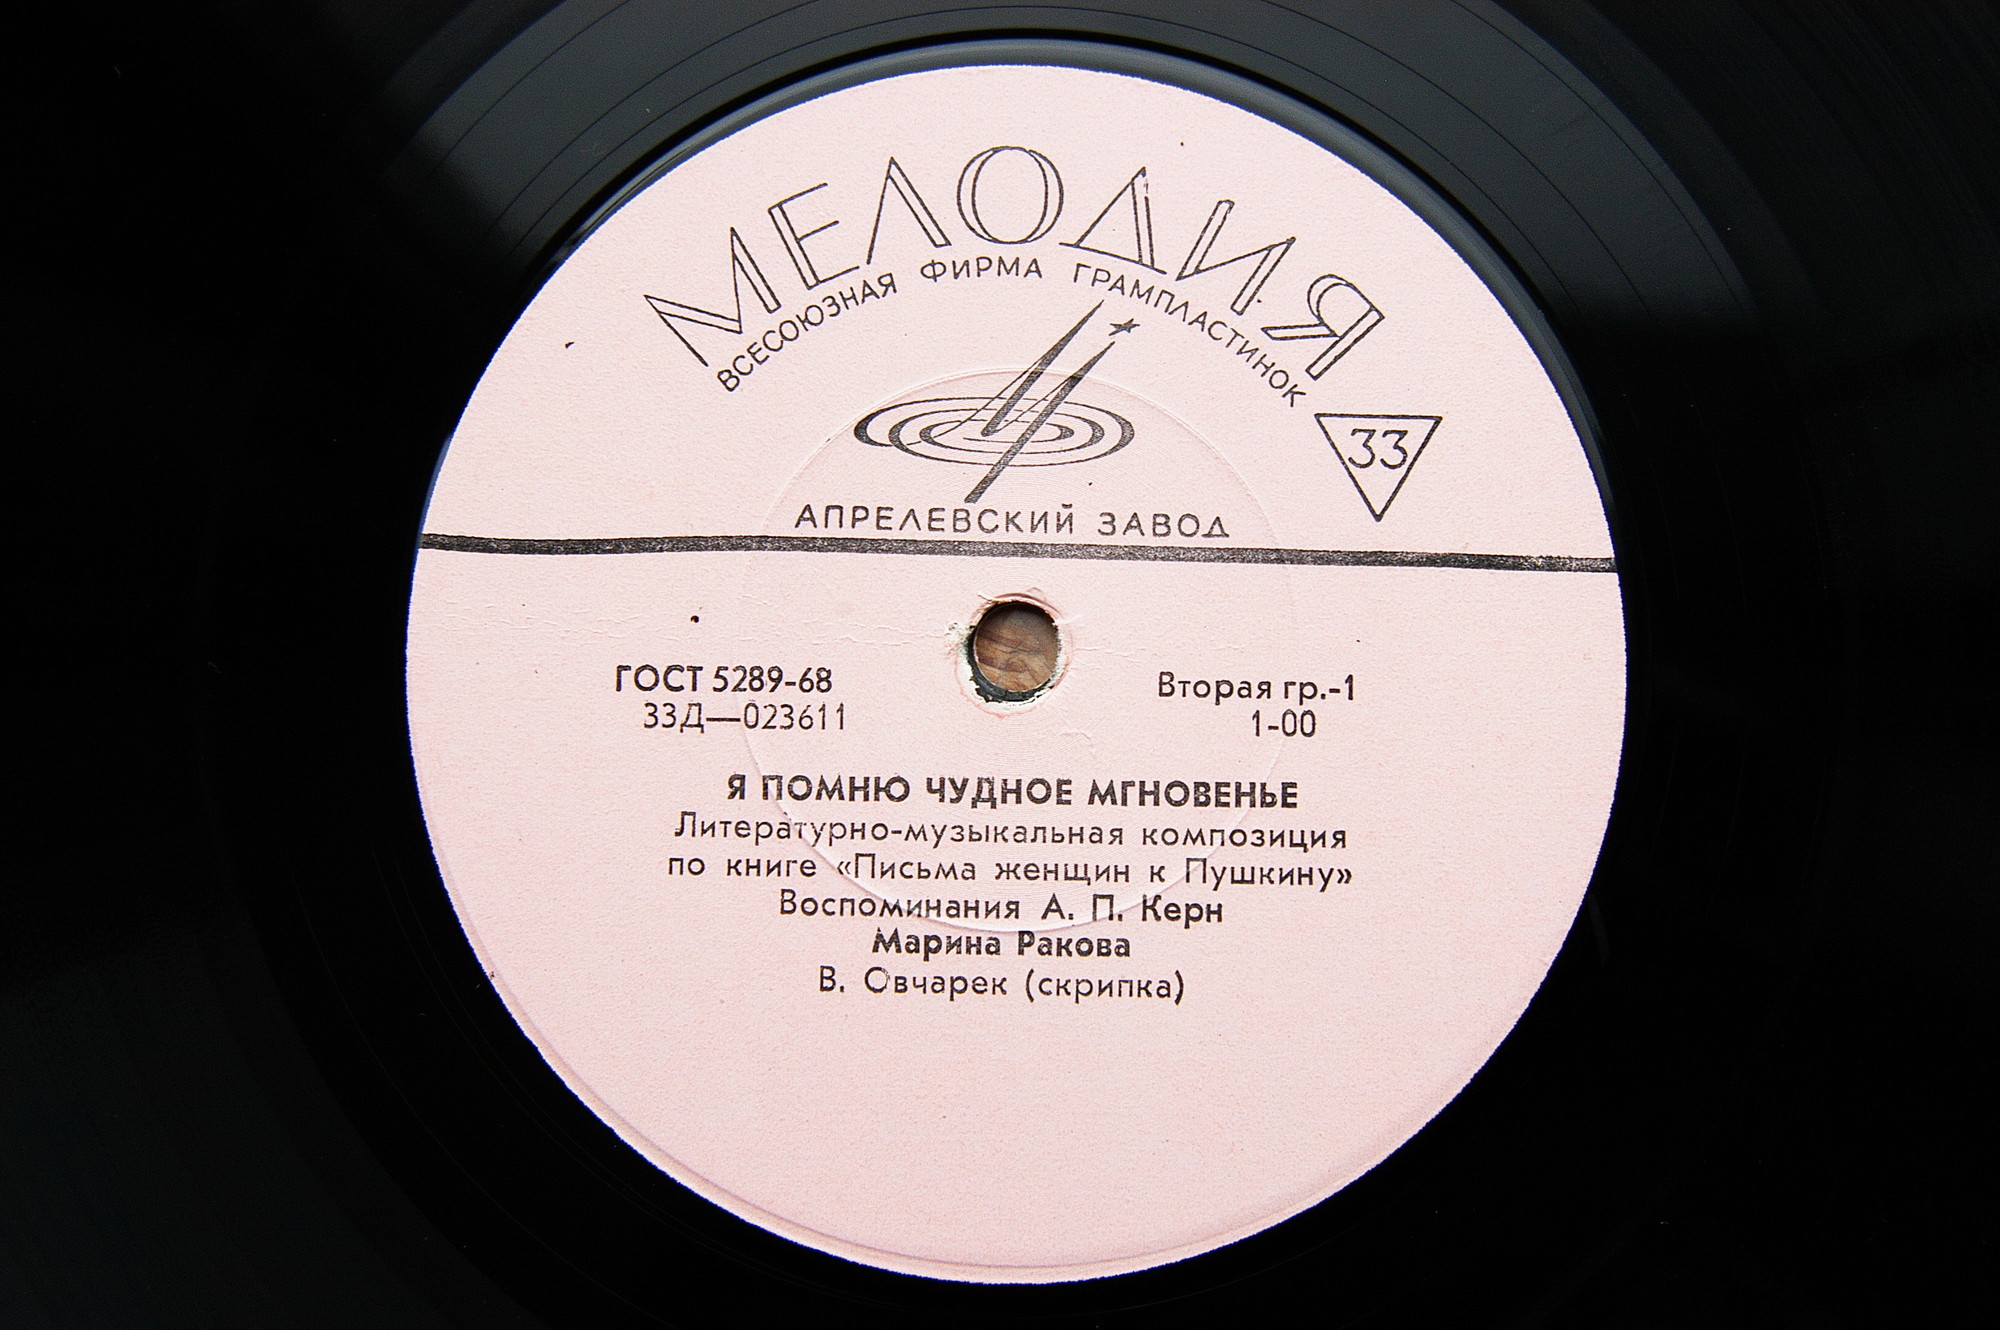 МЕЛОДИЯ
ВСЕСОЮЗНАЯ ФИРМА ГРАМПЛАСТИНОК
33
АПРЕЛЕВСКИЙ ЗАВОД
ГОСТ 5289-68
33Д—023611
Вторая гр.-1
1-00
Я ПОМНЮ ЧУДНОЕ МГНОВЕНЬЕ
Литературно-музыкальная композиция
по книге «Письма женщин к Пушкину»
Воспоминания А. П. Керн
Марина Ракова
В. Овчарек (скрипка)